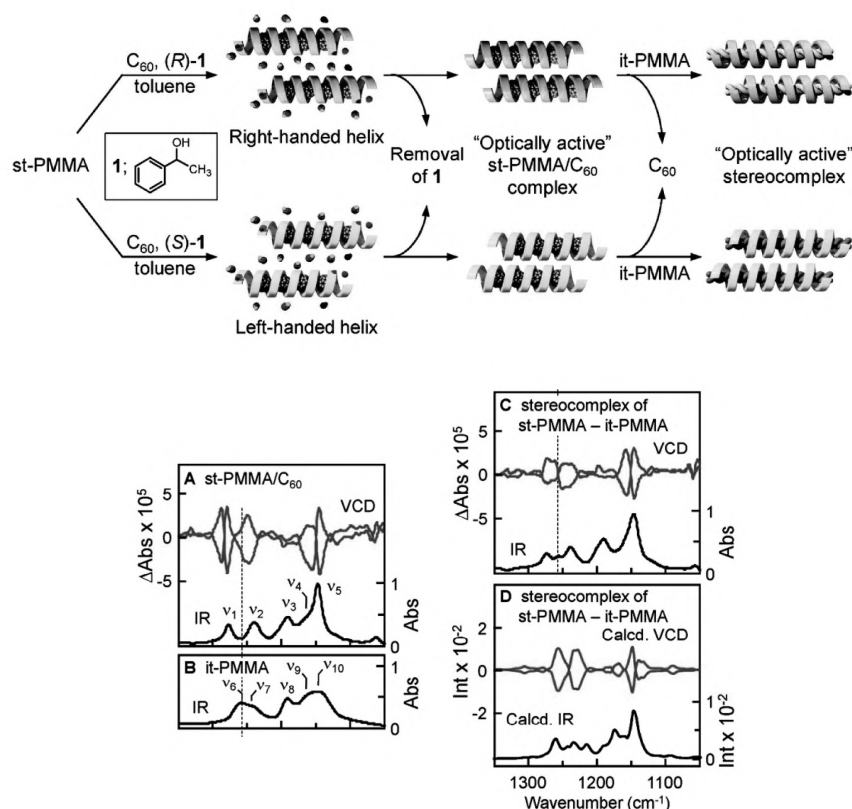 C60, (R)-1
toluene
Right-handed helix
st-PMMA
1;
OH
CH3
Removal
of 1
"Optically active"
st-PMMA/C60
complex
it-PMMA
C60
"Optically active"
stereocomplex
C60, (S)-1
toluene
Left-handed helix
it-PMMA
A st-PMMA/C60
VCD
ΔAbs x 10^5
5
0
-5
IR
ν1
ν2
ν3
ν4
ν5
1
0
Abs
B it-PMMA
IR
ν6
ν7
ν8
ν9
ν10
1
0
Abs
C stereocomplex of
st-PMMA – it-PMMA
VCD
ΔAbs x 10^5
5
0
-5
IR
1
0
Abs
D stereocomplex of
st-PMMA – it-PMMA
Calcd. VCD
Int x 10^-2
2
0
-2
Calcd. IR
1
0
Int x 10^-2
1300
1200
1100
Wavenumber (cm^-1)